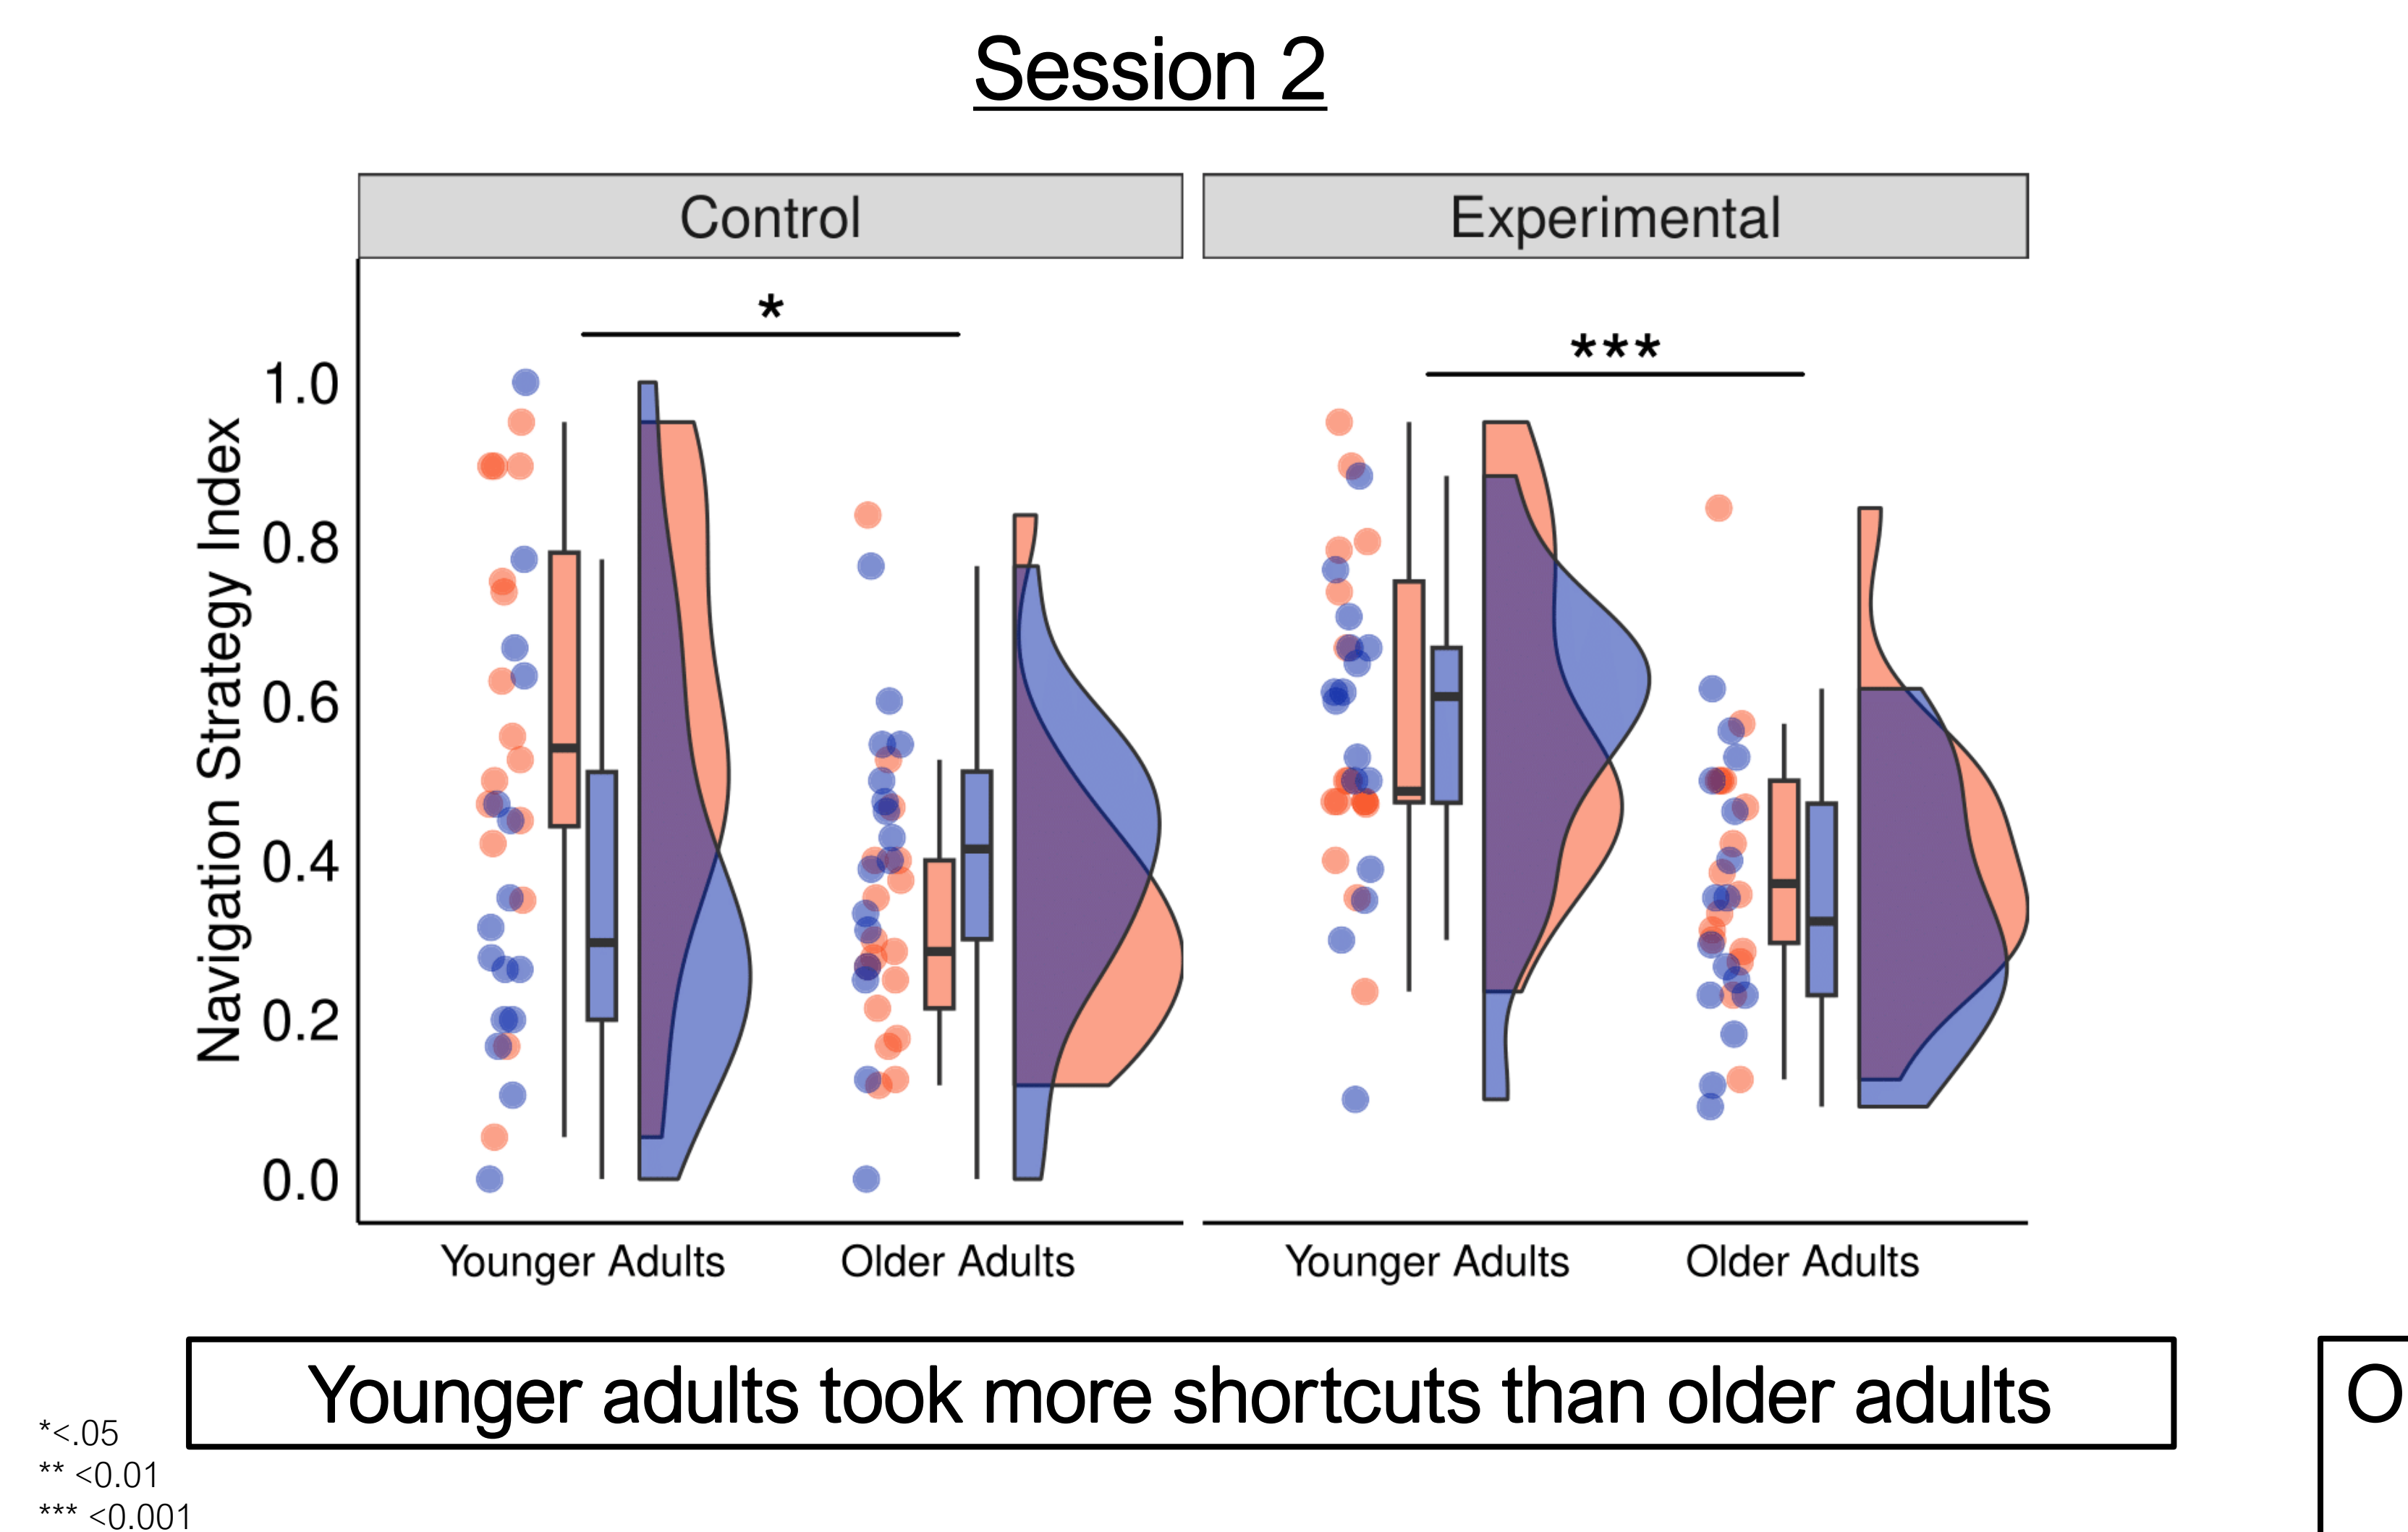 Session 2
Control
Experimental
*
***
Navigation Strategy Index
1.0
0.8
0.6
0.4
0.2
0.0
Younger Adults
Older Adults
Younger Adults
Older Adults
Younger adults took more shortcuts than older adults
O
*<.05
** <0.01
*** <0.001